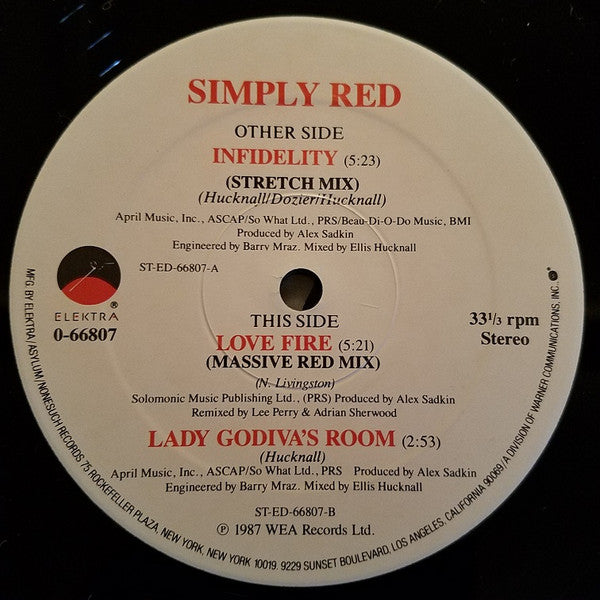 SIMPLY RED
OTHER SIDE
INFIDELITY (5:23)
(STRETCH MIX)
(Hucknall/Dozier/Hucknall)
April Music, Inc., ASCAP/So What Ltd., PRS/Beau-Di-O-Do Music, BMI
Produced by Alex Sadkin
Engineered by Barry Mraz. Mixed by Ellis Hucknall
ST-ED-66807-A
ELEKTRA®
0-66807
THIS SIDE
LOVE FIRE (5:21)
(MASSIVE RED MIX)
33⅓ rpm
Stereo
(N. Livingston)
Solomonic Music Publishing Ltd., (PRS) Produced by Alex Sadkin
Remixed by Lee Perry & Adrian Sherwood
LADY GODIVA'S ROOM (2:53)
(Hucknall)
April Music, Inc., ASCAP/So What Ltd., PRS Produced by Alex Sadkin
Engineered by Barry Mraz. Mixed by Ellis Hucknall
ST-ED-66807-B
℗ 1987 WEA Records Ltd.
MFG. BY ELEKTRA/ASYLUM/NONESUCH RECORDS 75 ROCKEFELLER PLAZA, NEW YORK, NEW YORK 10019. 9229 SUNSET BOULEVARD, LOS ANGELES, CALIFORNIA 90069/A DIVISION OF WARNER COMMUNICATIONS, INC.